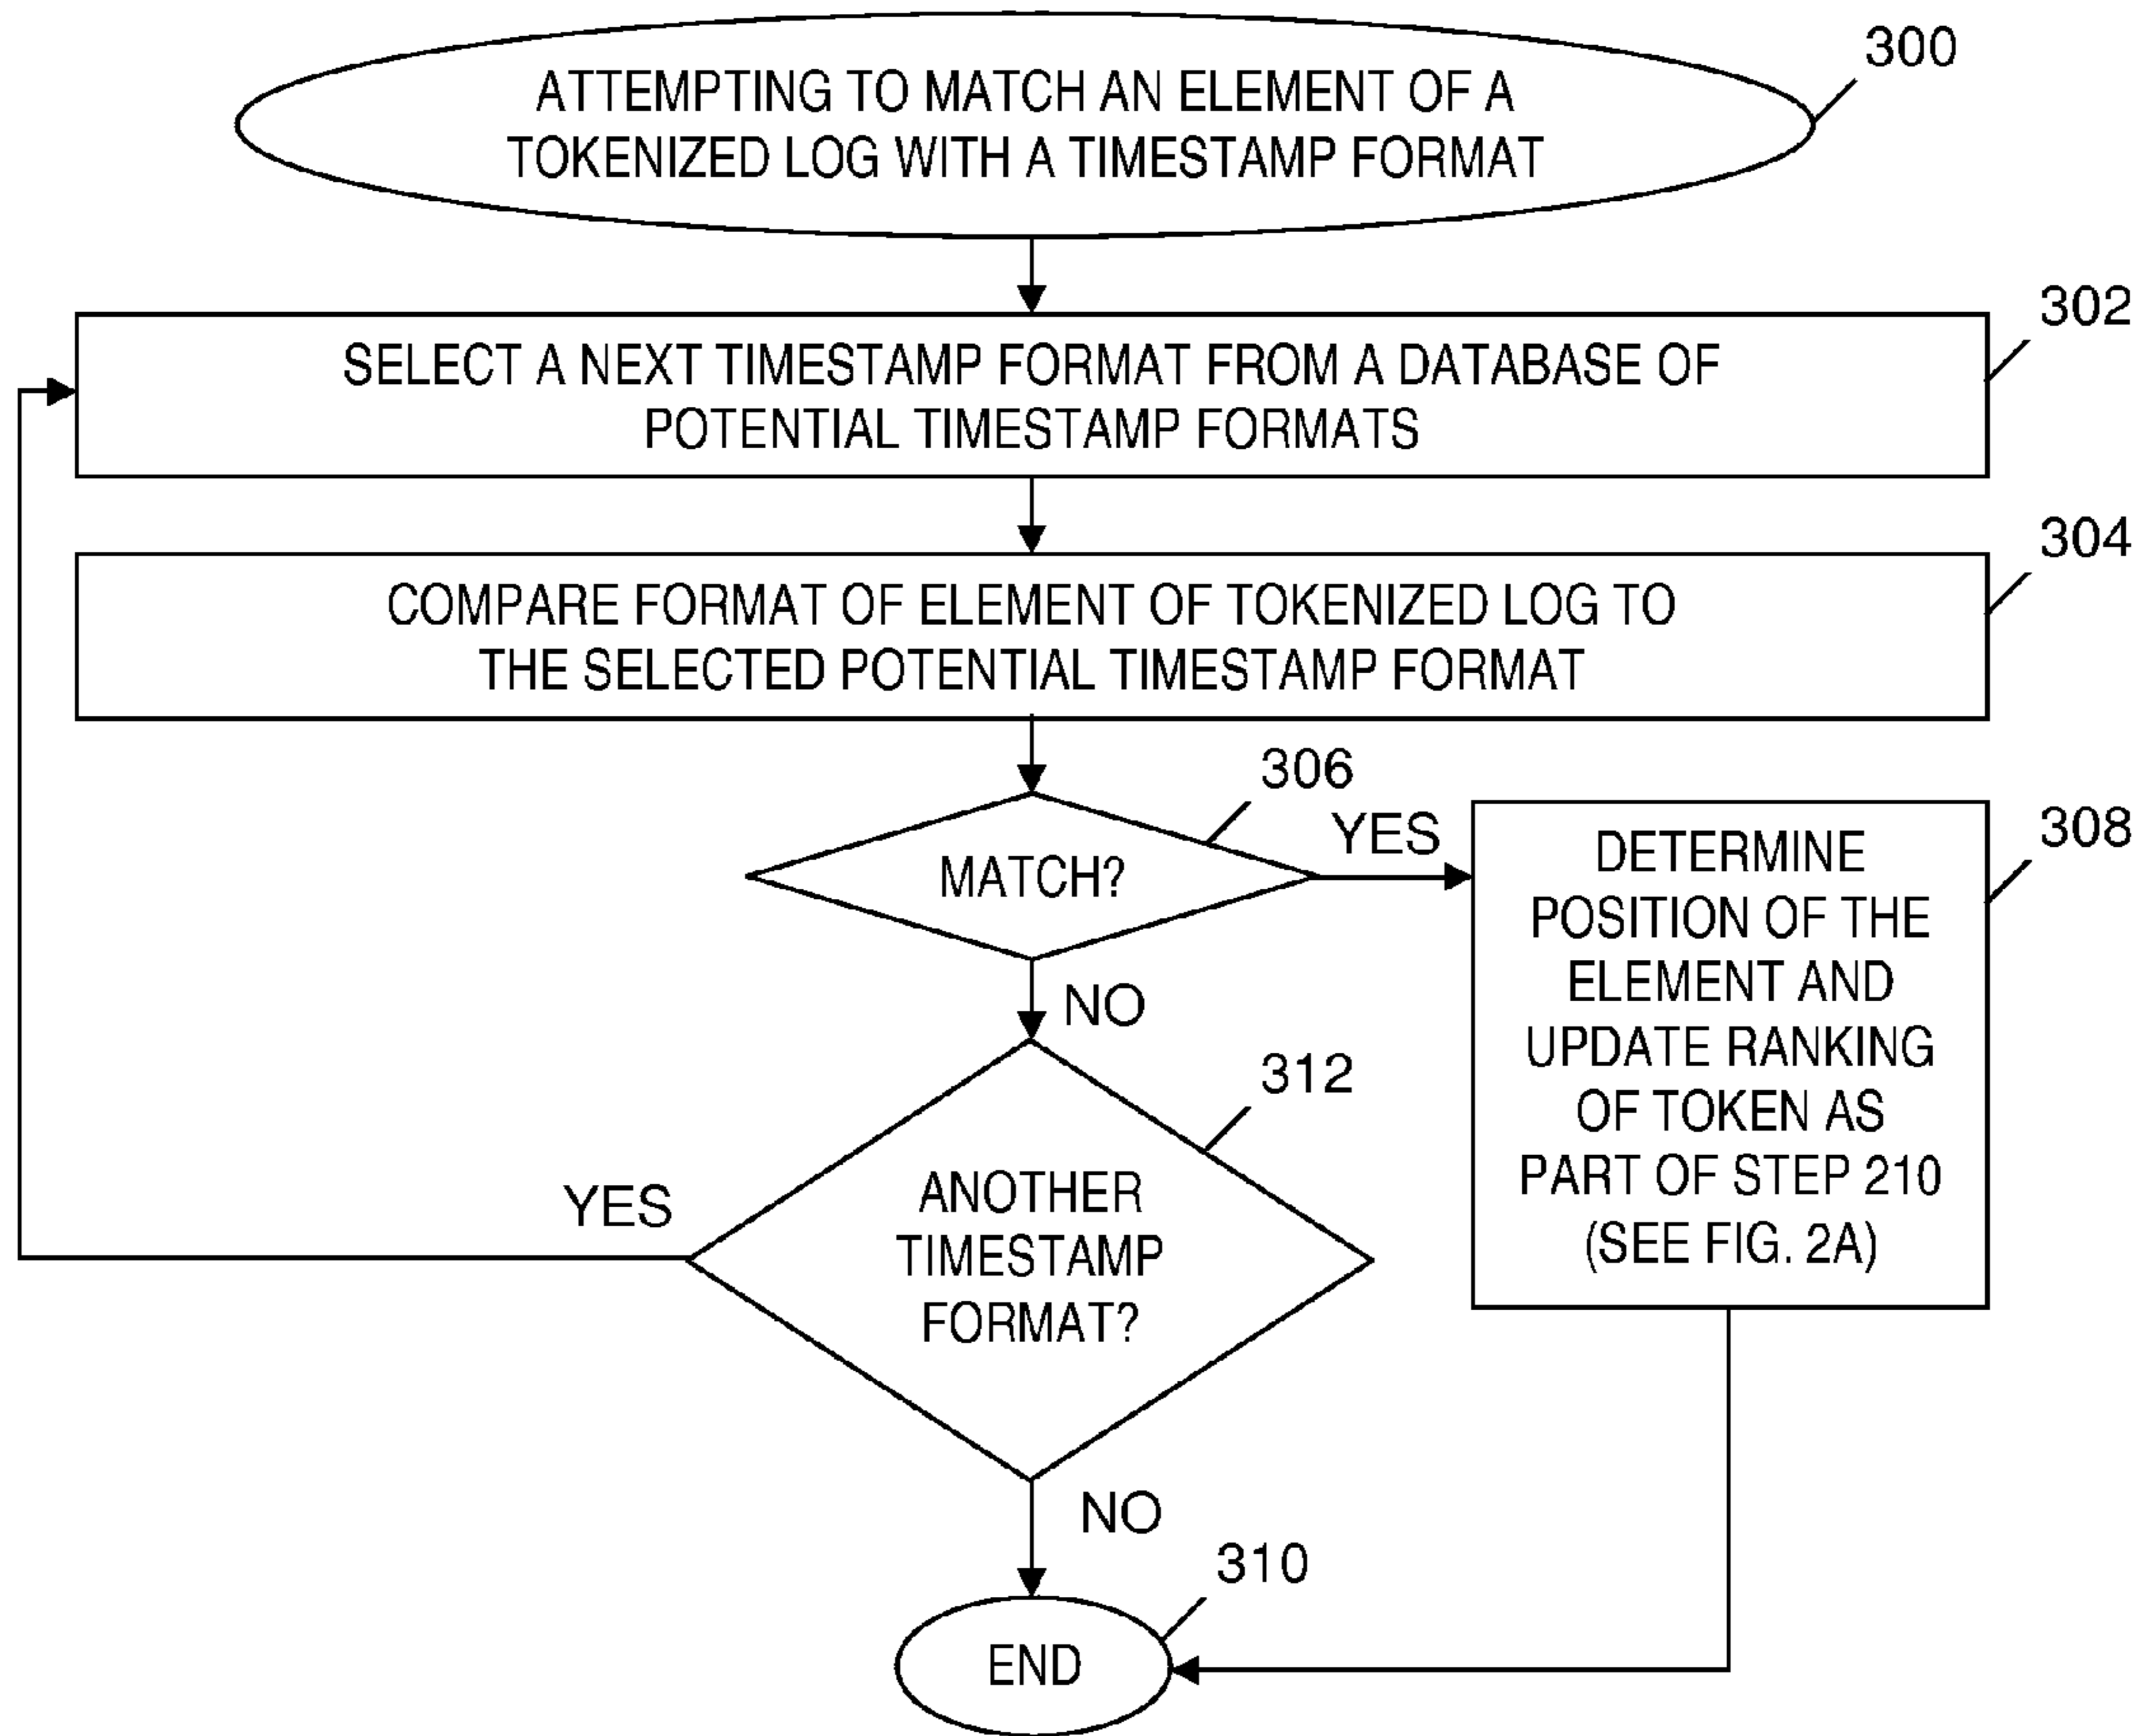 300
ATTEMPTING TO MATCH AN ELEMENT OF A
TOKENIZED LOG WITH A TIMESTAMP FORMAT
302
SELECT A NEXT TIMESTAMP FORMAT FROM A DATABASE OF
POTENTIAL TIMESTAMP FORMATS
304
COMPARE FORMAT OF ELEMENT OF TOKENIZED LOG TO
THE SELECTED POTENTIAL TIMESTAMP FORMAT
306
MATCH?
YES
308
DETERMINE
POSITION OF THE
ELEMENT AND
UPDATE RANKING
OF TOKEN AS
PART OF STEP 210
(SEE FIG. 2A)
NO
312
ANOTHER
TIMESTAMP
FORMAT?
YES
NO
310
END